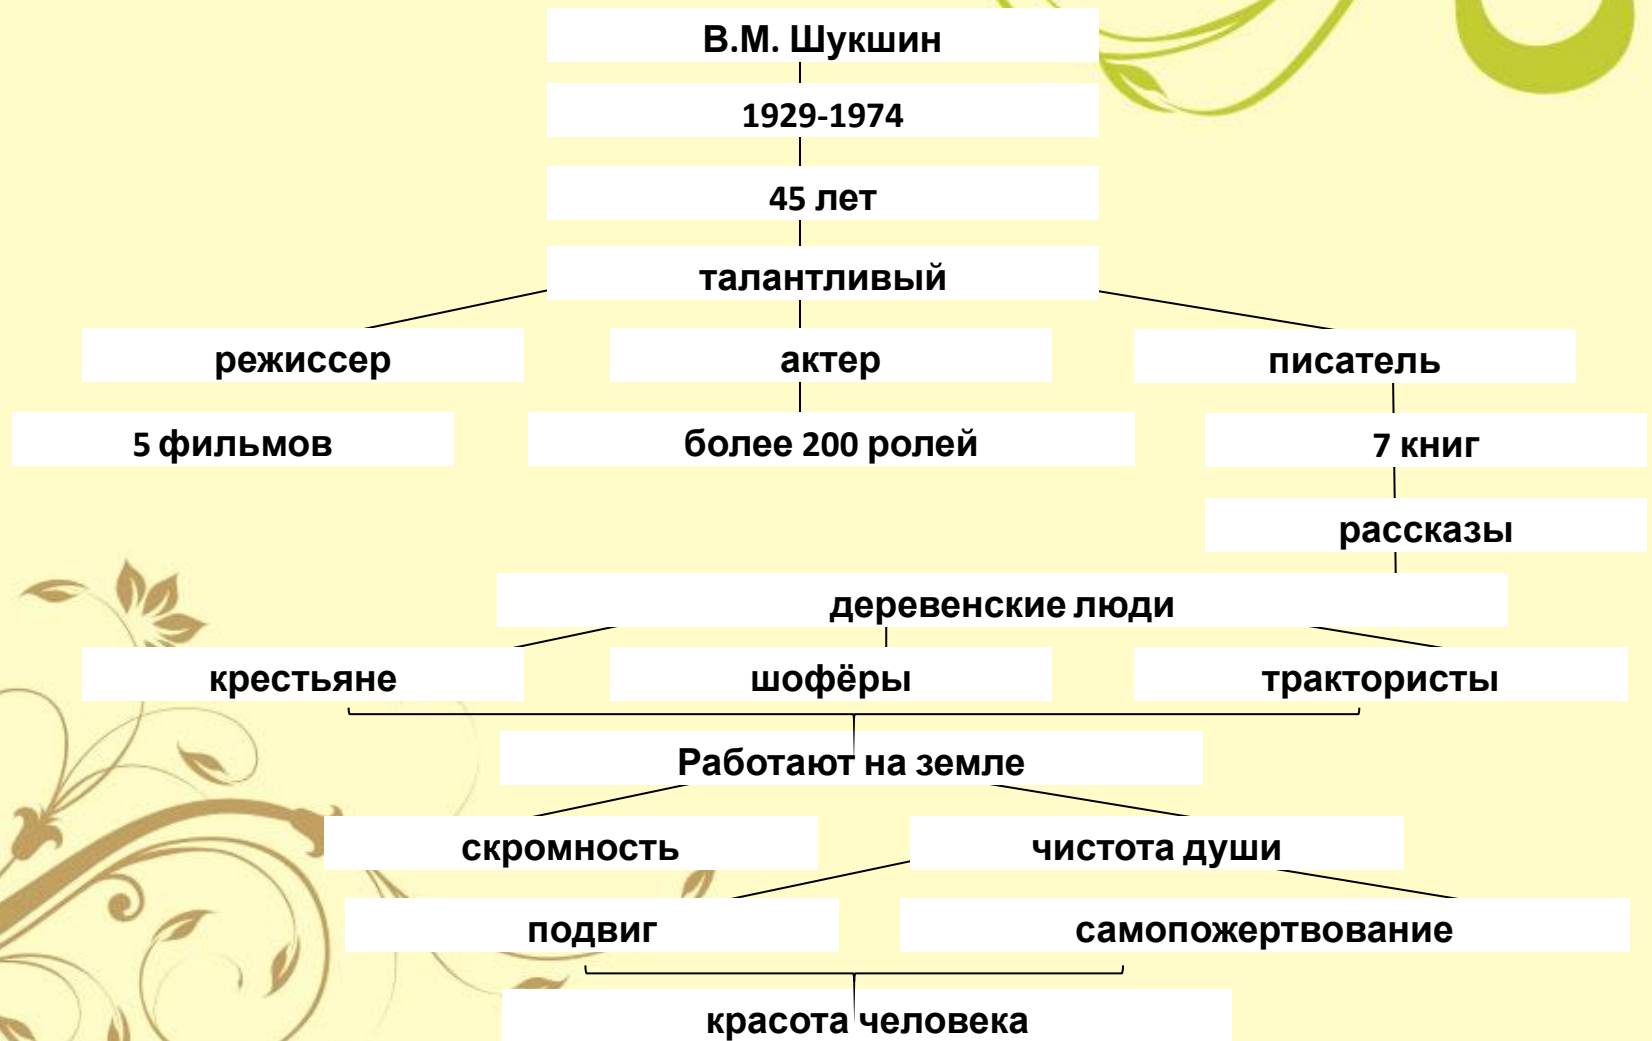 В.М. Шукшин
1929-1974
45 лет
талантливый
режиссер
актер
писатель
5 фильмов
более 200 ролей
7 книг
рассказы
деревенские люди
крестьяне
шофёры
трактористы
Работают на земле
скромность
чистота души
подвиг
самопожертвование
красота человека